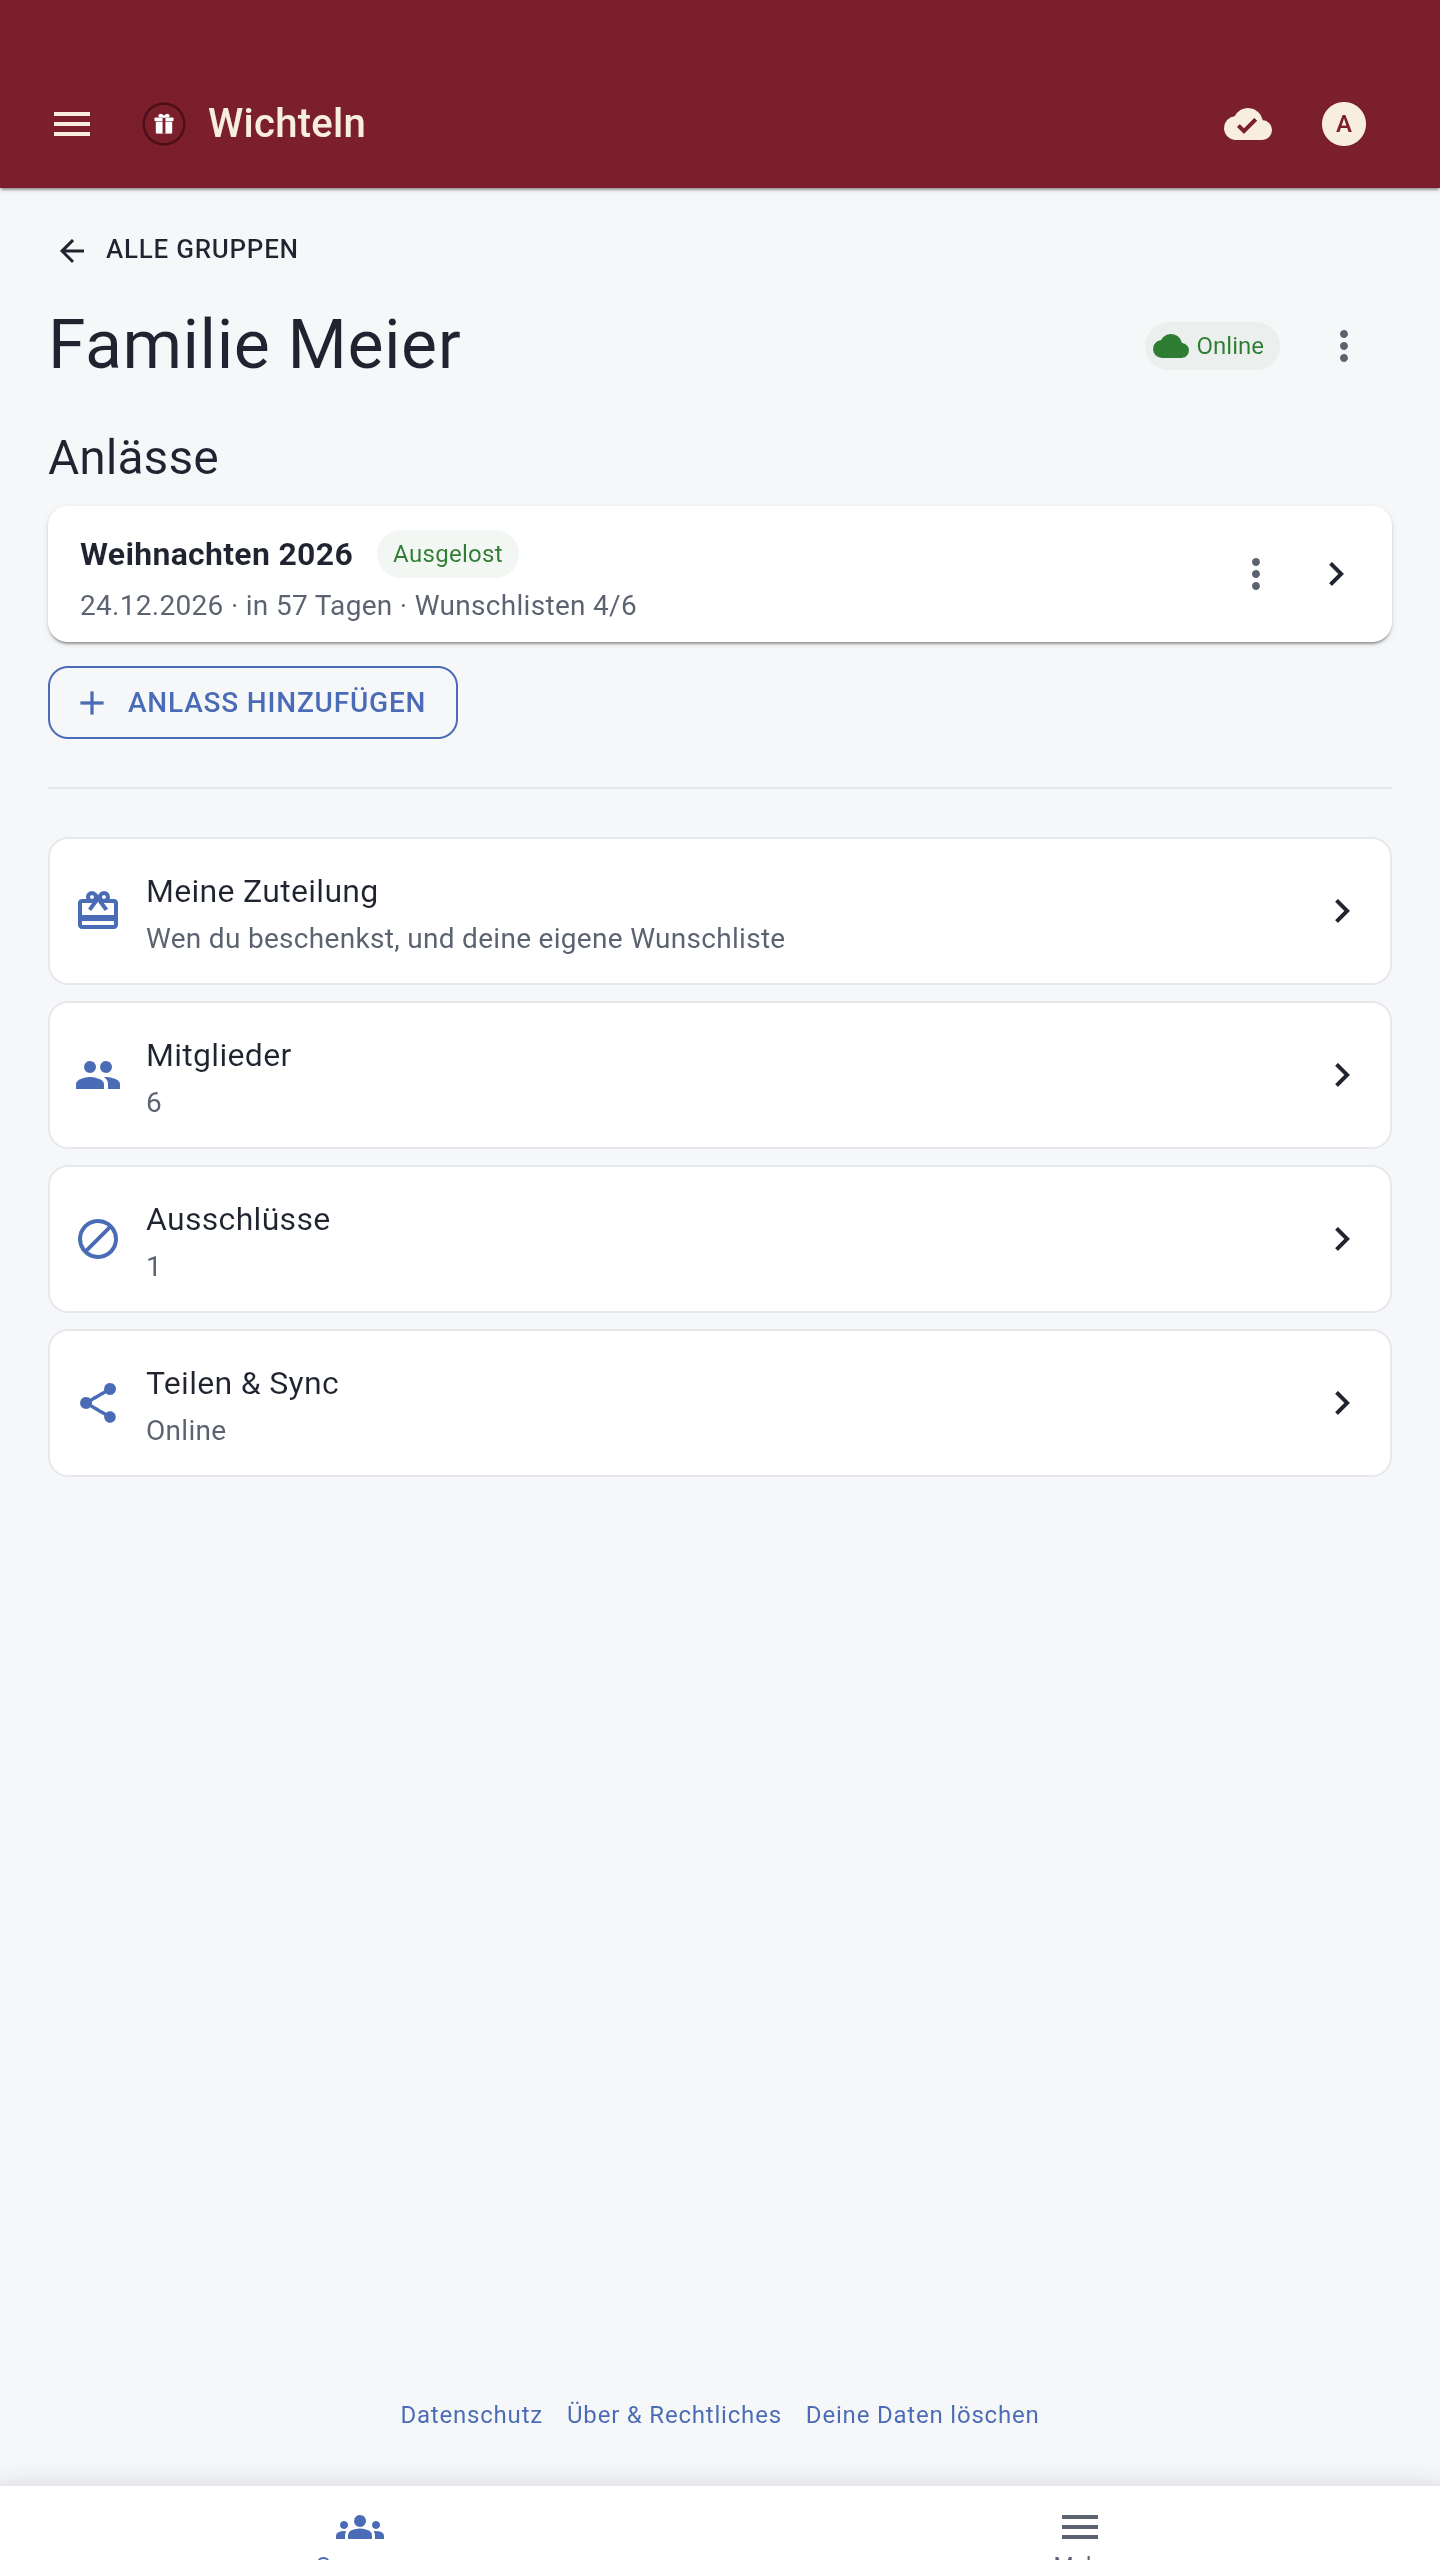 Wichteln
A
ALLE GRUPPEN
Familie Meier
Online
Anlässe
Weihnachten 2026 Ausgelost
24.12.2026 · in 57 Tagen · Wunschlisten 4/6
ANLASS HINZUFÜGEN
Meine Zuteilung
Wen du beschenkst, und deine eigene Wunschliste
Mitglieder
6
Ausschlüsse
1
Teilen & Sync
Online
Datenschutz Über & Rechtliches Deine Daten löschen